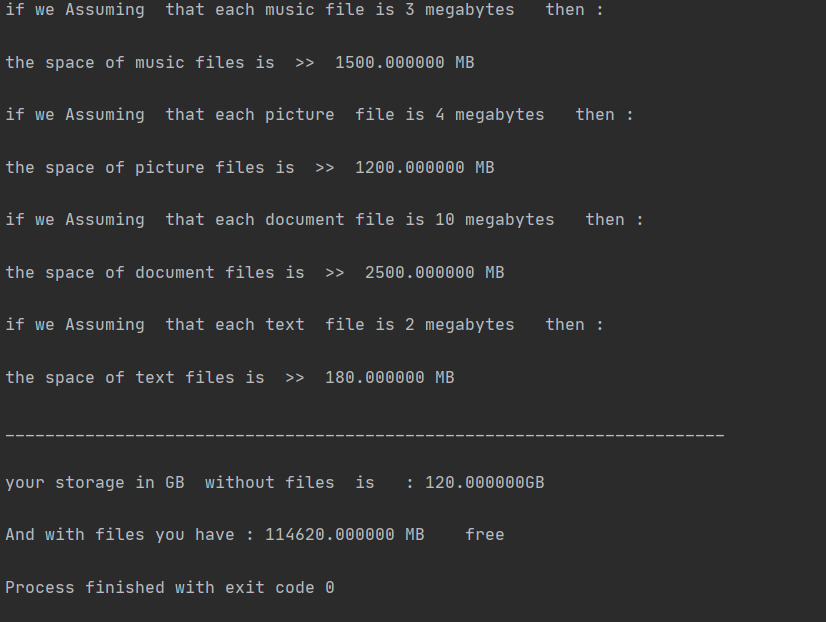 if we Assuming  that each music file is 3 megabytes   then :
the space of music files is  >>  1500.000000 MB
if we Assuming  that each picture  file is 4 megabytes   then :
the space of picture files is  >>  1200.000000 MB
if we Assuming  that each document file is 10 megabytes   then :
the space of document files is  >>  2500.000000 MB
if we Assuming  that each text  file is 2 megabytes   then :
the space of text files is  >>  180.000000 MB
________________________________________________________________________
your storage in GB  without files  is   : 120.000000GB
And with files you have : 114620.000000 MB    free
Process finished with exit code 0